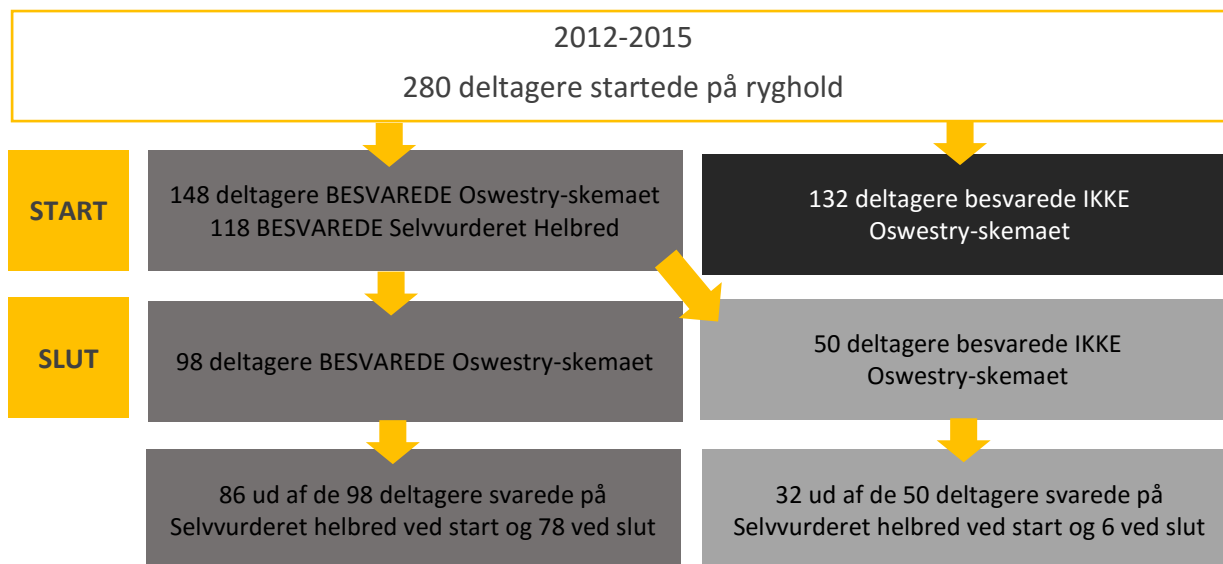 2012-2015
280 deltagere startede på ryghold
START
148 deltagere BESVAREDE Oswestry-skemaet
118 BESVAREDE Selvvurderet Helbred
132 deltagere besvarede IKKE
Oswestry-skemaet
SLUT
98 deltagere BESVAREDE Oswestry-skemaet
50 deltagere besvarede IKKE
Oswestry-skemaet
86 ud af de 98 deltagere svarede på
Selvvurderet helbred ved start og 78 ved slut
32 ud af de 50 deltagere svarede på
Selvvurderet helbred ved start og 6 ved slut